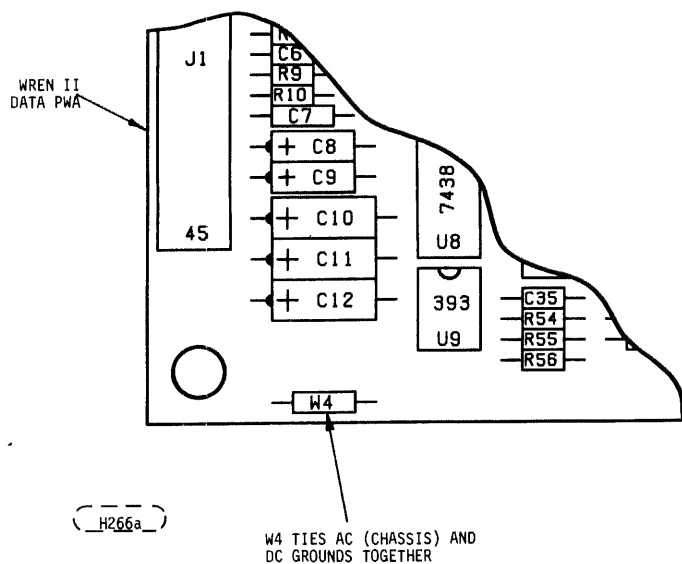 J1
C6
R9
R10
C7
WREN II
DATA PWA
+ C8
+ C9
7438
45
+ C10
U8
+ C11
+ C12
393
U9
C35
R54
R55
R56
W4
H266a
W4 TIES AC (CHASSIS) AND
DC GROUNDS TOGETHER